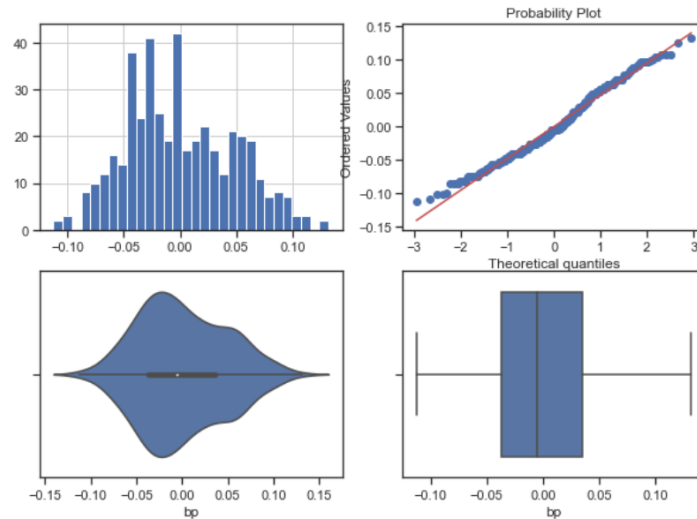 Probability Plot
40
30
20
10
0
−0.10 −0.05 0.00 0.05 0.10
Ordered Values
0.15
0.10
0.05
0.00
−0.05
−0.10
−0.15
−3 −2 −1 0 1 2 3
Theoretical quantiles
−0.15 −0.10 −0.05 0.00 0.05 0.10 0.15
bp
−0.10 −0.05 0.00 0.05 0.10
bp